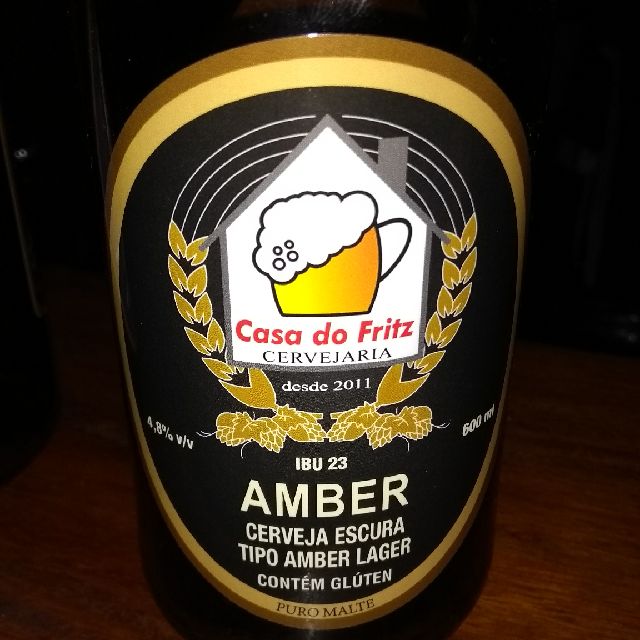 Casa do Fritz
CERVEJARIA
desde 2011
4,8% v/v
600 ml
IBU 23
AMBER
CERVEJA ESCURA
TIPO AMBER LAGER
CONTÉM GLÚTEN
PURO MALTE